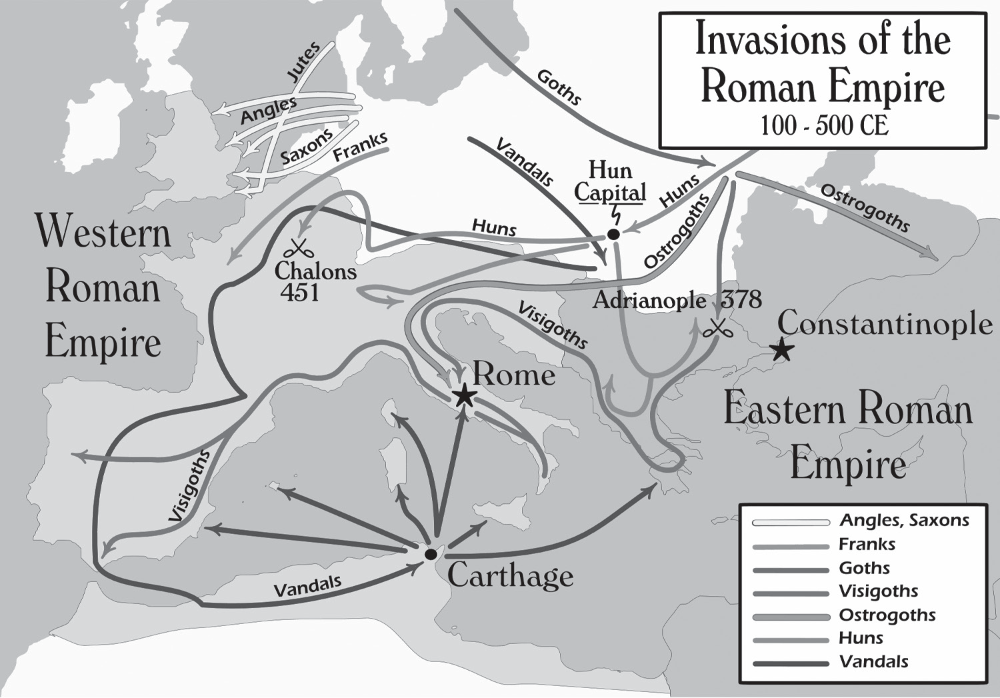 Invasions of the
Roman Empire
100 - 500 CE
Jutes
Angles
Saxons
Franks
Goths
Vandals
Hun
Capital
Huns
Ostrogoths
Ostrogoths
Huns
Western
Roman
Empire
Chalons
451
Adrianople 378
Constantinople
Visigoths
Rome
Eastern Roman
Empire
Visigoths
Vandals
Carthage
Angles, Saxons
Franks
Goths
Visigoths
Ostrogoths
Huns
Vandals